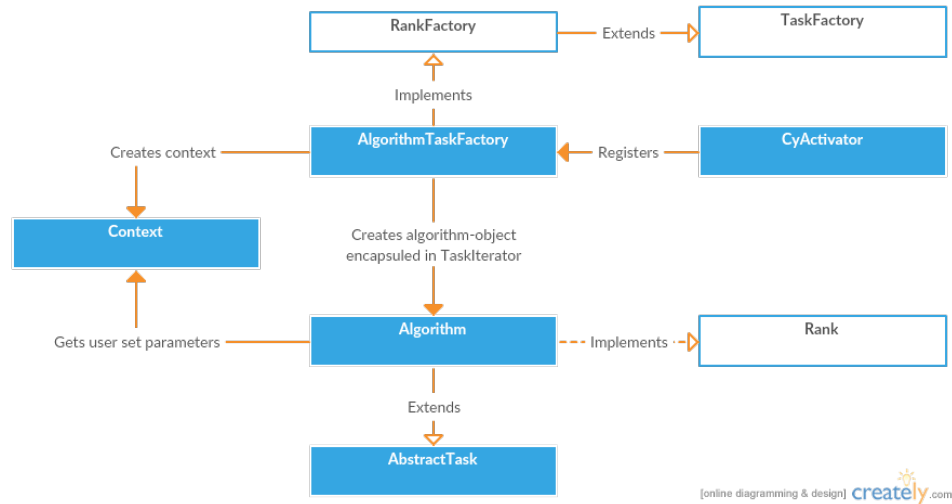 RankFactory
Extends
TaskFactory
Implements
AlgorithmTaskFactory
Registers
CyActivator
Creates context
Context
Creates algorithm-object
encapsuled in TaskIterator
Algorithm
Implements
Rank
Gets user set parameters
Extends
AbstractTask
[online diagramming & design] creately.com